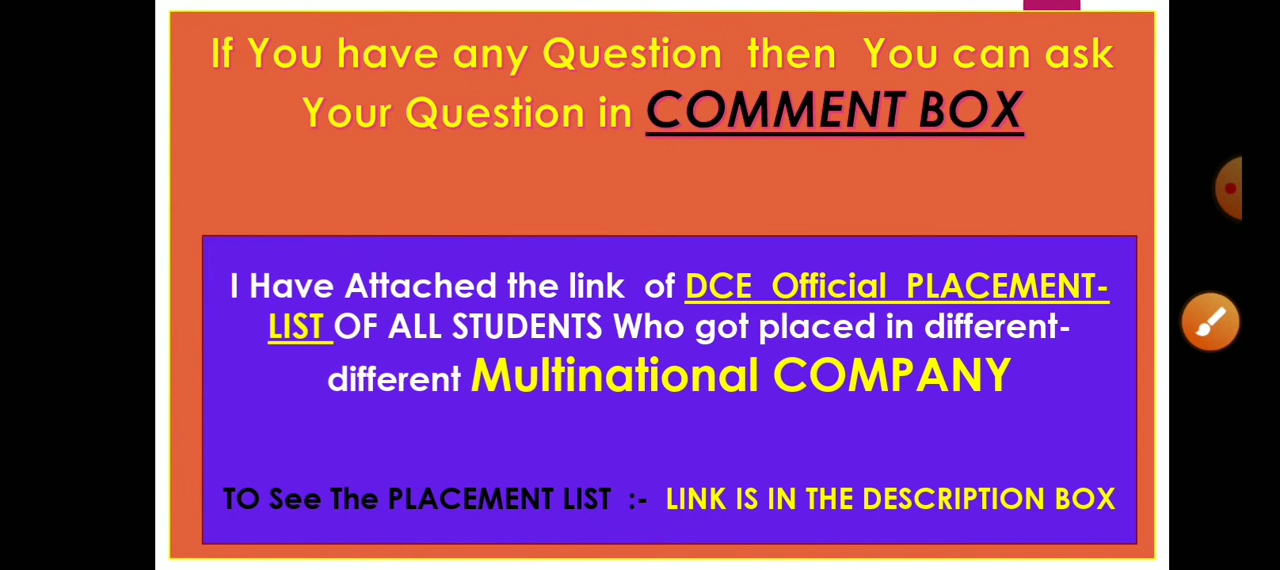 If You have any Question then You can ask
Your Question in COMMENT BOX
I Have Attached the link of DCE Official PLACEMENT-
LIST OF ALL STUDENTS Who got placed in different-
different Multinational COMPANY
TO See The PLACEMENT LIST :- LINK IS IN THE DESCRIPTION BOX